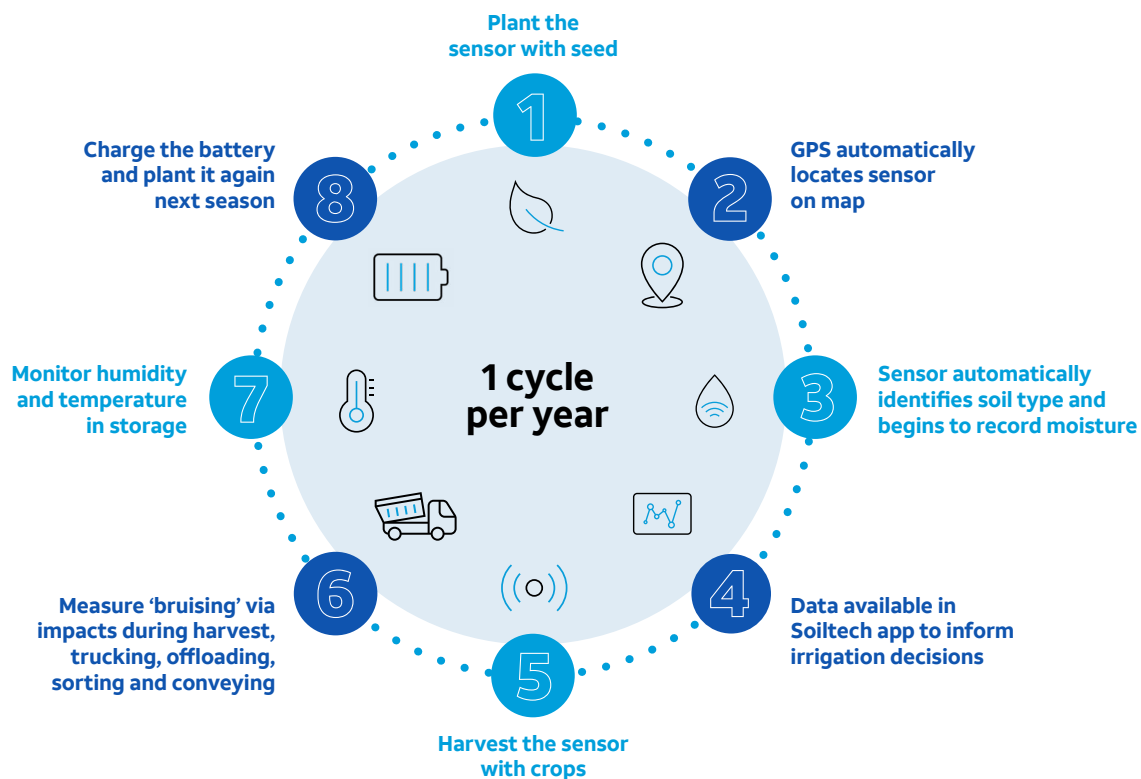 Plant the
sensor with seed
1
GPS automatically
locates sensor
on map
2
Sensor automatically
identifies soil type and
begins to record moisture
3
Data available in
Soiltech app to inform
irrigation decisions
4
Harvest the sensor
with crops
5
Measure ‘bruising’ via
impacts during harvest,
trucking, offloading,
sorting and conveying
6
Monitor humidity
and temperature
in storage
7
Charge the battery
and plant it again
next season
8
1 cycle
per year